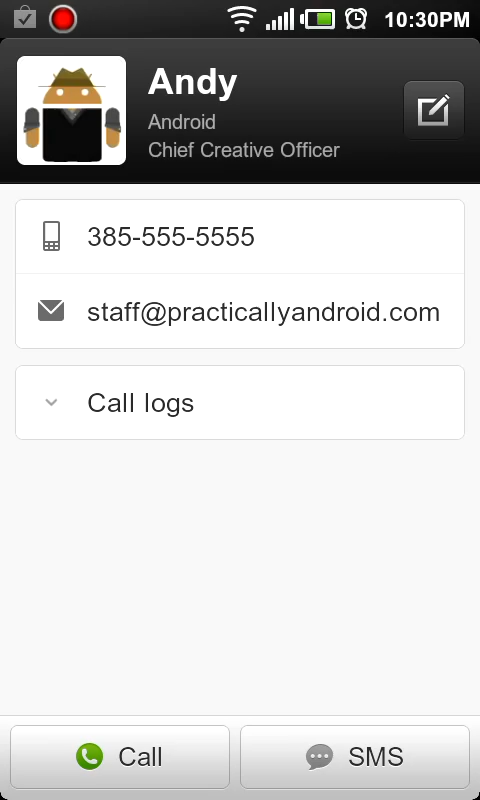 10:30PM
Andy
Android
Chief Creative Officer
385-555-5555
staff@practicallyandroid.com
Call logs
Call
SMS